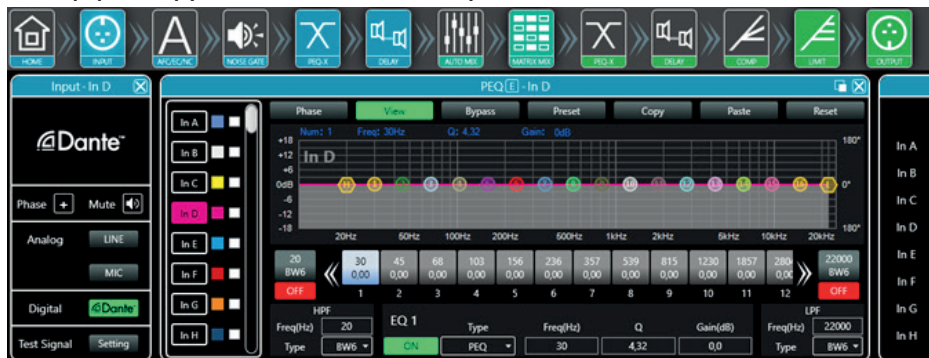 A
HOME
INPUT
AFC/EC/NC
NOISE GATE
PEQ-X
DELAY
AUTO MIX
MATRIX MIX
PEQ-X
DELAY
COMP
LIMIT
OUTPUT
Input - In D
Dante™
Phase + Mute
Analog LINE
MIC
Digital Dante™
Test Signal Setting
PEQ E - In D
In A
In B
In C
In D
In E
In F
In G
In H
Phase View Bypass Preset Copy Paste Reset
Num: 1 Freq: 30Hz Q: 4,32 Gain: 0dB
In D
+18
+12
+6
0dB
-6
-12
-18
180°
0°
180°
20Hz 50Hz 100Hz 200Hz 600Hz 1kHz 2kHz 5kHz 10kHz 20kHz
20 BW6 OFF
30 45 68 103 156 236 357 539 815 1230 1857 280
0,00 0,00 0,00 0,00 0,00 0,00 0,00 0,00 0,00 0,00 0,00 0,00
1 2 3 4 5 6 7 8 9 10 11 12
22000 BW6 OFF
HPF
Freq(Hz) 20
Type BW6
EQ 1 Type Freq(Hz) Q Gain(dB)
ON PEQ 30 4,32 0,0
LPF
Freq(Hz) 22000
Type BW6
In A
In B
In C
In D
In E
In F
In G
In H